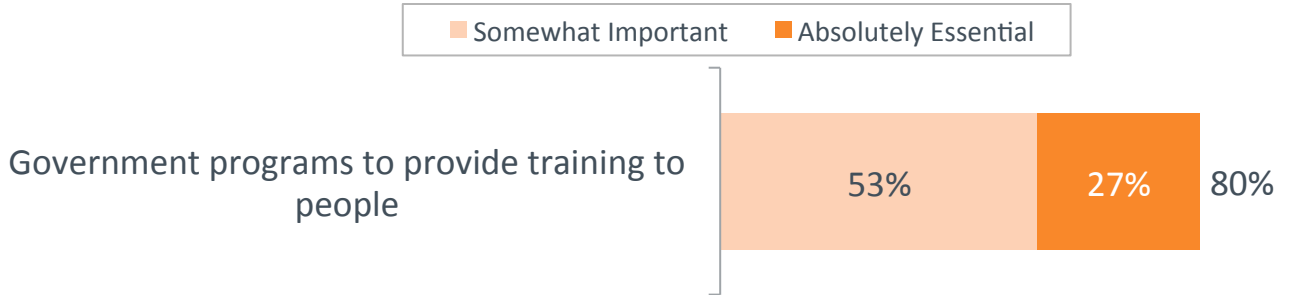 Somewhat Important Absolutely Essential
Government programs to provide training to
people
53% 27% 80%